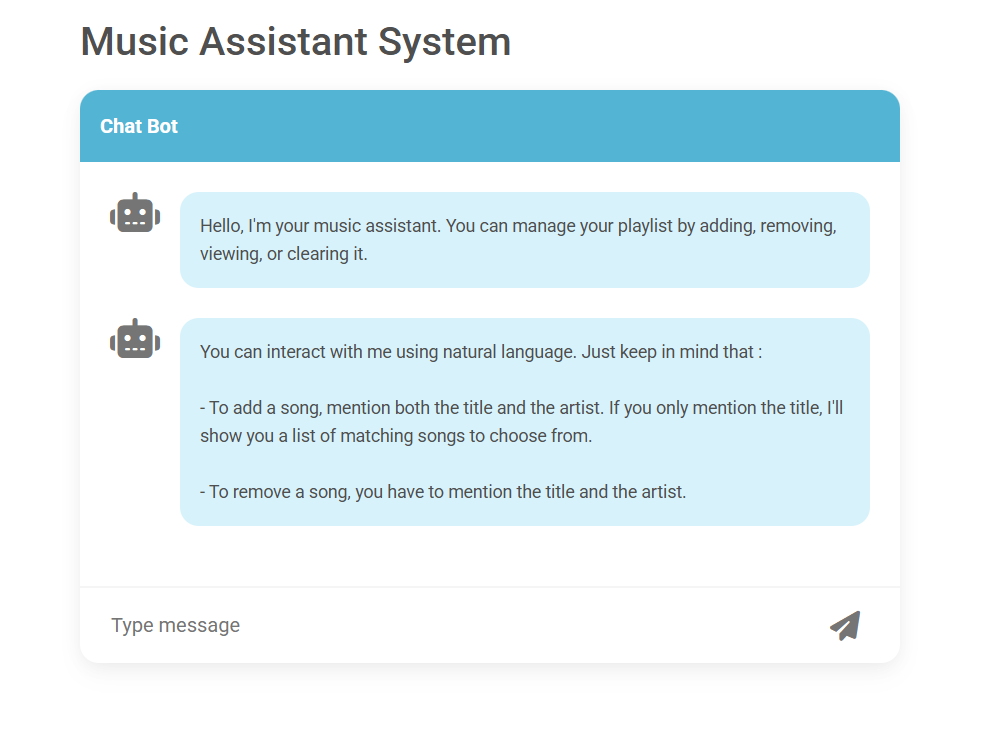 Music Assistant System
Chat Bot
Hello, I'm your music assistant. You can manage your playlist by adding, removing,
viewing, or clearing it.
You can interact with me using natural language. Just keep in mind that :
- To add a song, mention both the title and the artist. If you only mention the title, I'll
show you a list of matching songs to choose from.
- To remove a song, you have to mention the title and the artist.
Type message